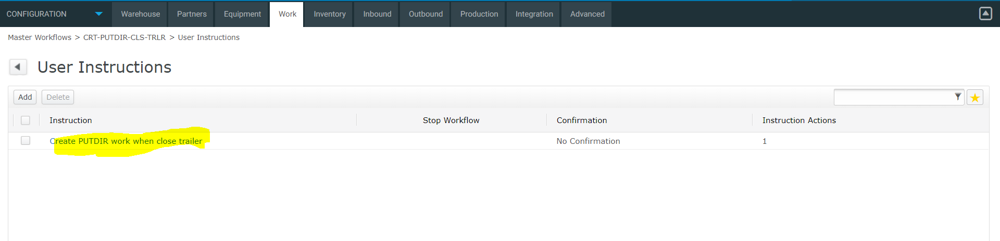 CONFIGURATION Warehouse Partners Equipment Work Inventory Inbound Outbound Production Integration Advanced
Master Workflows > CRT-PUTDIR-CLS-TRLR > User Instructions
User Instructions
Add Delete
Instruction Stop Workflow Confirmation Instruction Actions
Create PUTDIR work when close trailer No Confirmation 1